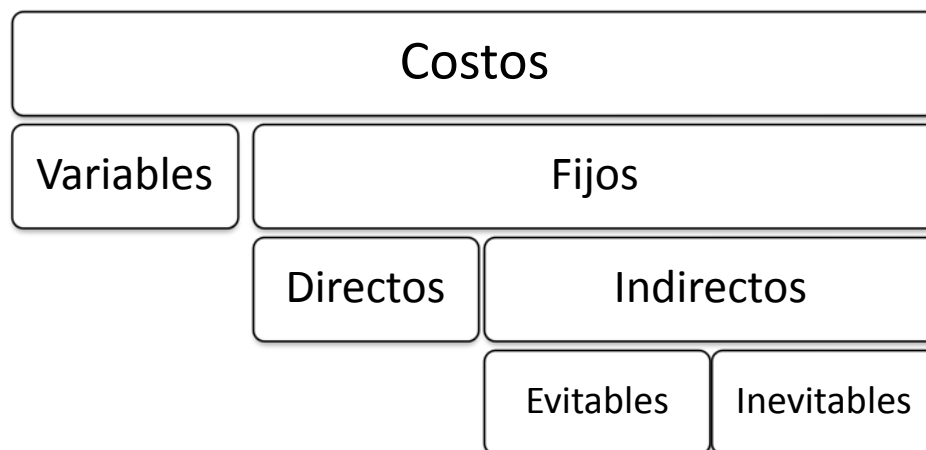 Costos
Variables
Fijos
Directos
Indirectos
Evitables
Inevitables